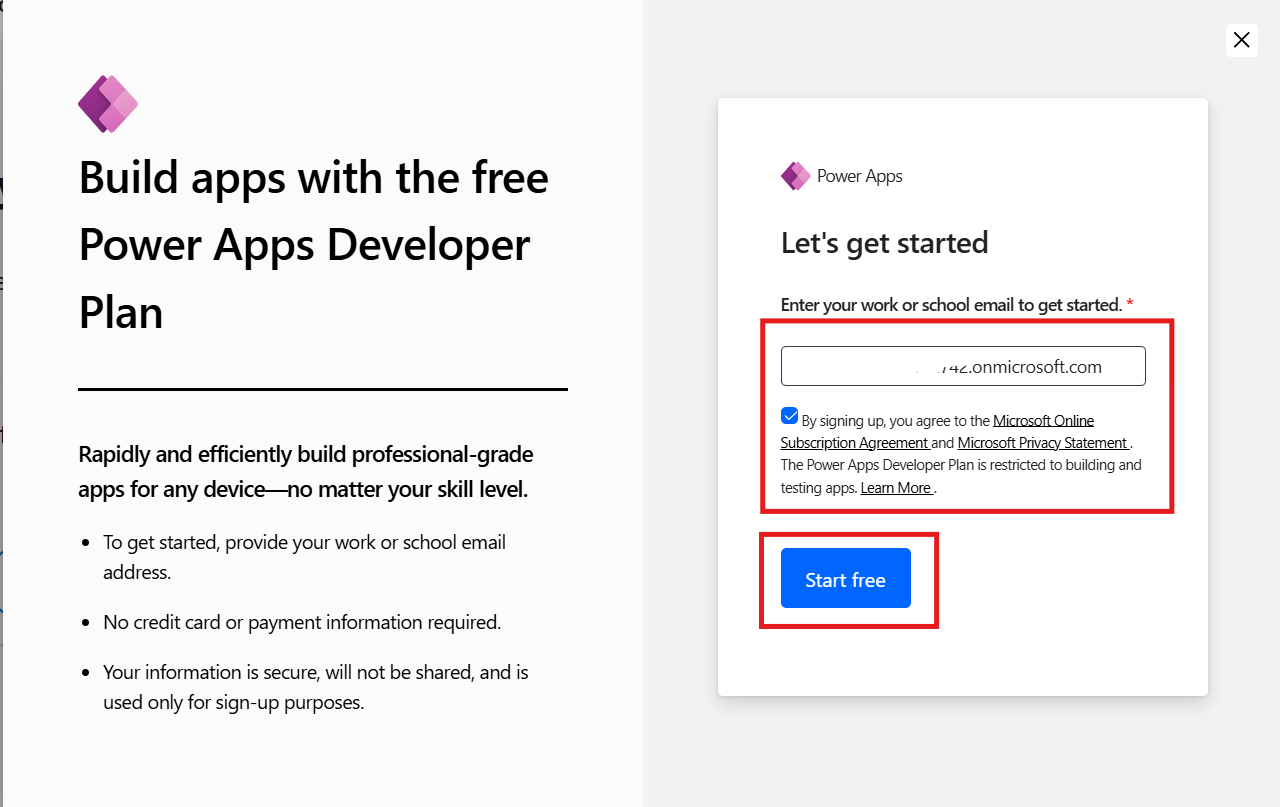 Build apps with the free
Power Apps Developer
Plan
Rapidly and efficiently build professional-grade
apps for any device—no matter your skill level.
• To get started, provide your work or school email
address.
• No credit card or payment information required.
• Your information is secure, will not be shared, and is
used only for sign-up purposes.
Power Apps
Let's get started
Enter your work or school email to get started. *
742.onmicrosoft.com
By signing up, you agree to the Microsoft Online
Subscription Agreement and Microsoft Privacy Statement .
The Power Apps Developer Plan is restricted to building and
testing apps. Learn More .
Start free